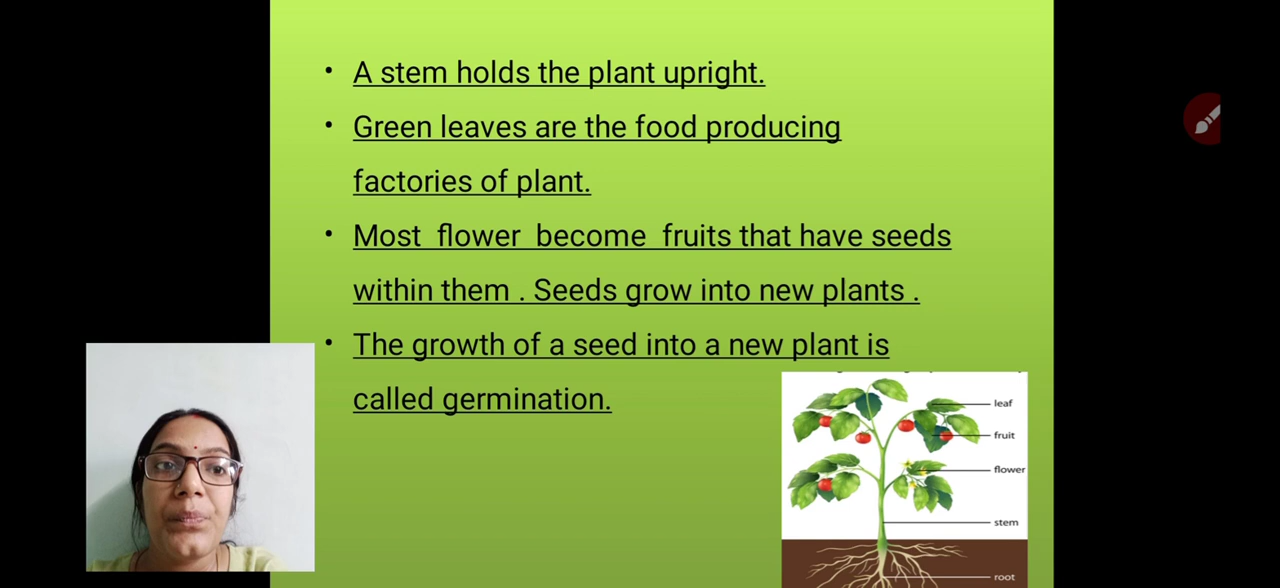 • A stem holds the plant upright.
• Green leaves are the food producing
factories of plant.
• Most flower become fruits that have seeds
within them . Seeds grow into new plants .
• The growth of a seed into a new plant is
called germination.
leaf
fruit
flower
stem
root